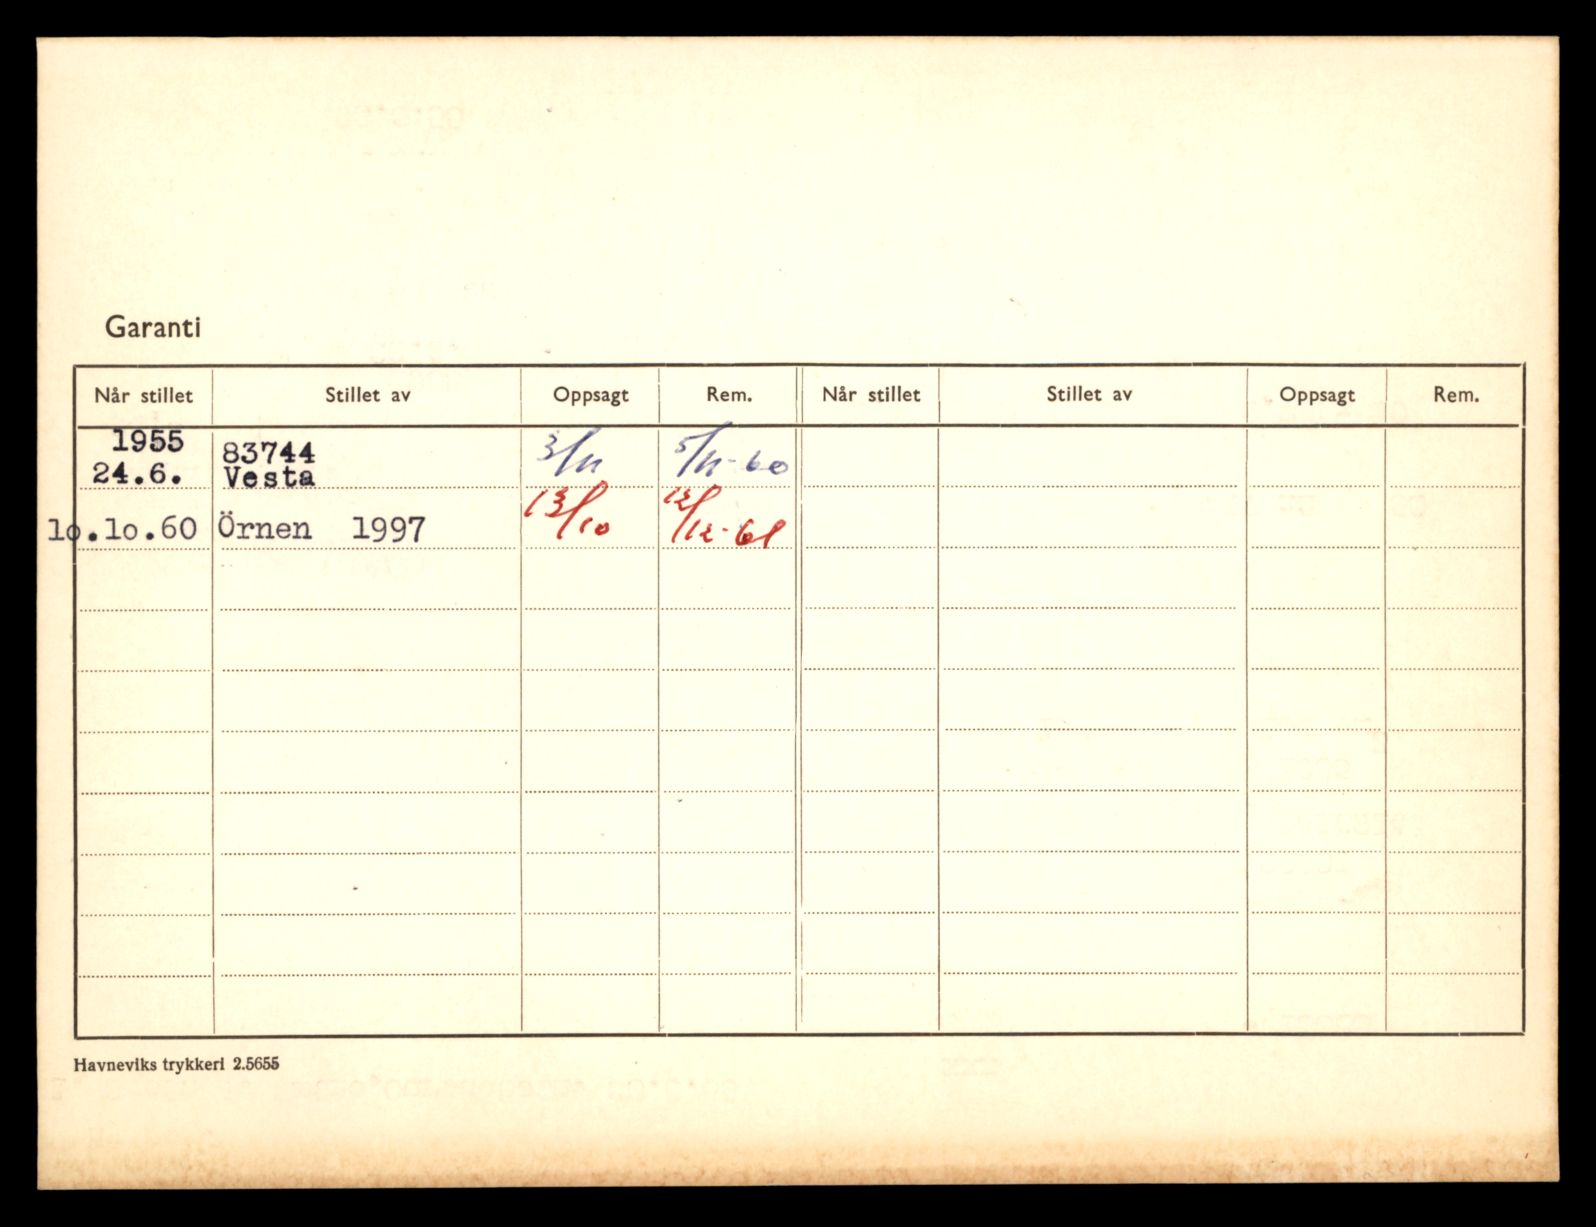 Garanti
Når stillet Stillet av Oppsagt Rem. Når stillet Stillet av Oppsagt Rem.
1955 83744 3/11 5/11-60
24.6. Vesta
10.10.60 Örnen 1997 13/10 12/12-61
Havneviks trykkeri 2.5655